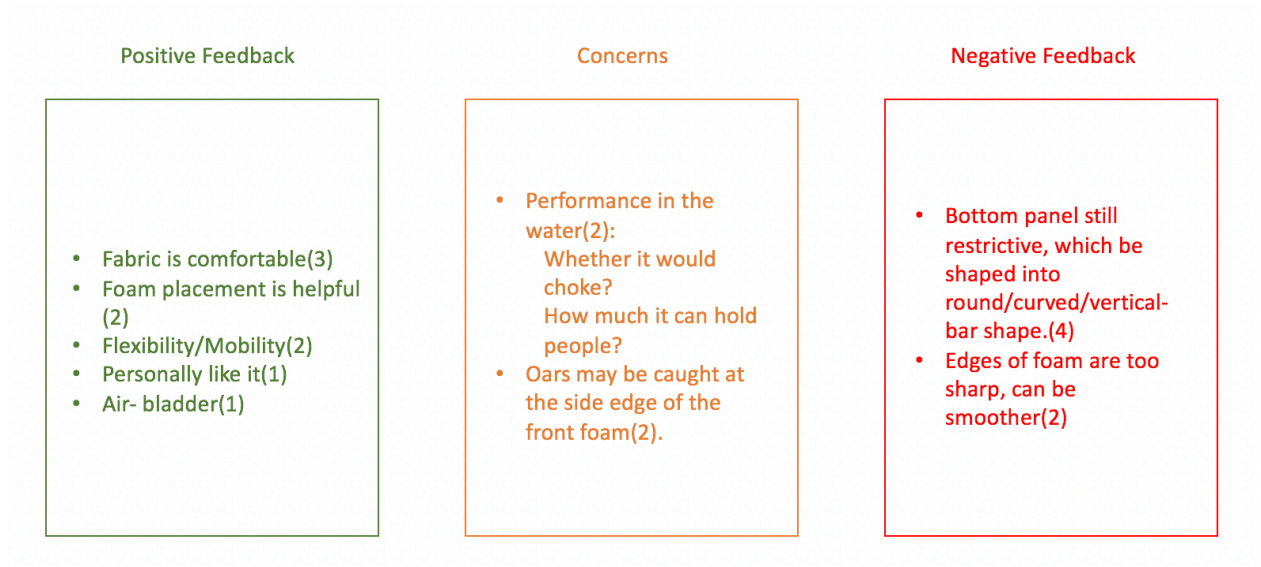 Positive Feedback
• Fabric is comfortable(3)
• Foam placement is helpful
(2)
• Flexibility/Mobility(2)
• Personally like it(1)
• Air- bladder(1)
Concerns
• Performance in the
water(2):
Whether it would
choke?
How much it can hold
people?
• Oars may be caught at
the side edge of the
front foam(2).
Negative Feedback
• Bottom panel still
restrictive, which be
shaped into
round/curved/vertical-
bar shape.(4)
• Edges of foam are too
sharp, can be
smoother(2)